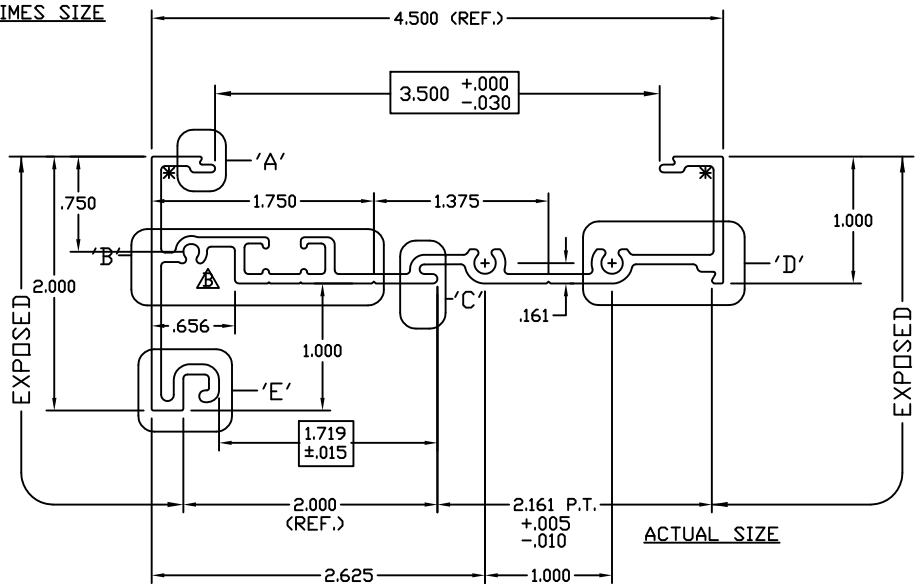 IMES SIZE
4.500 (REF.)
3.500 +.000
-.030
'A'
.750
1.750
1.375
1.000
'B'
2.000
B
'D'
'C'
.656
.161
1.000
EXPOSED
EXPOSED
'E'
1.719
±.015
2.000
(REF.)
2.161 P.T.
+.005
-.010
ACTUAL SIZE
2.625
1.000